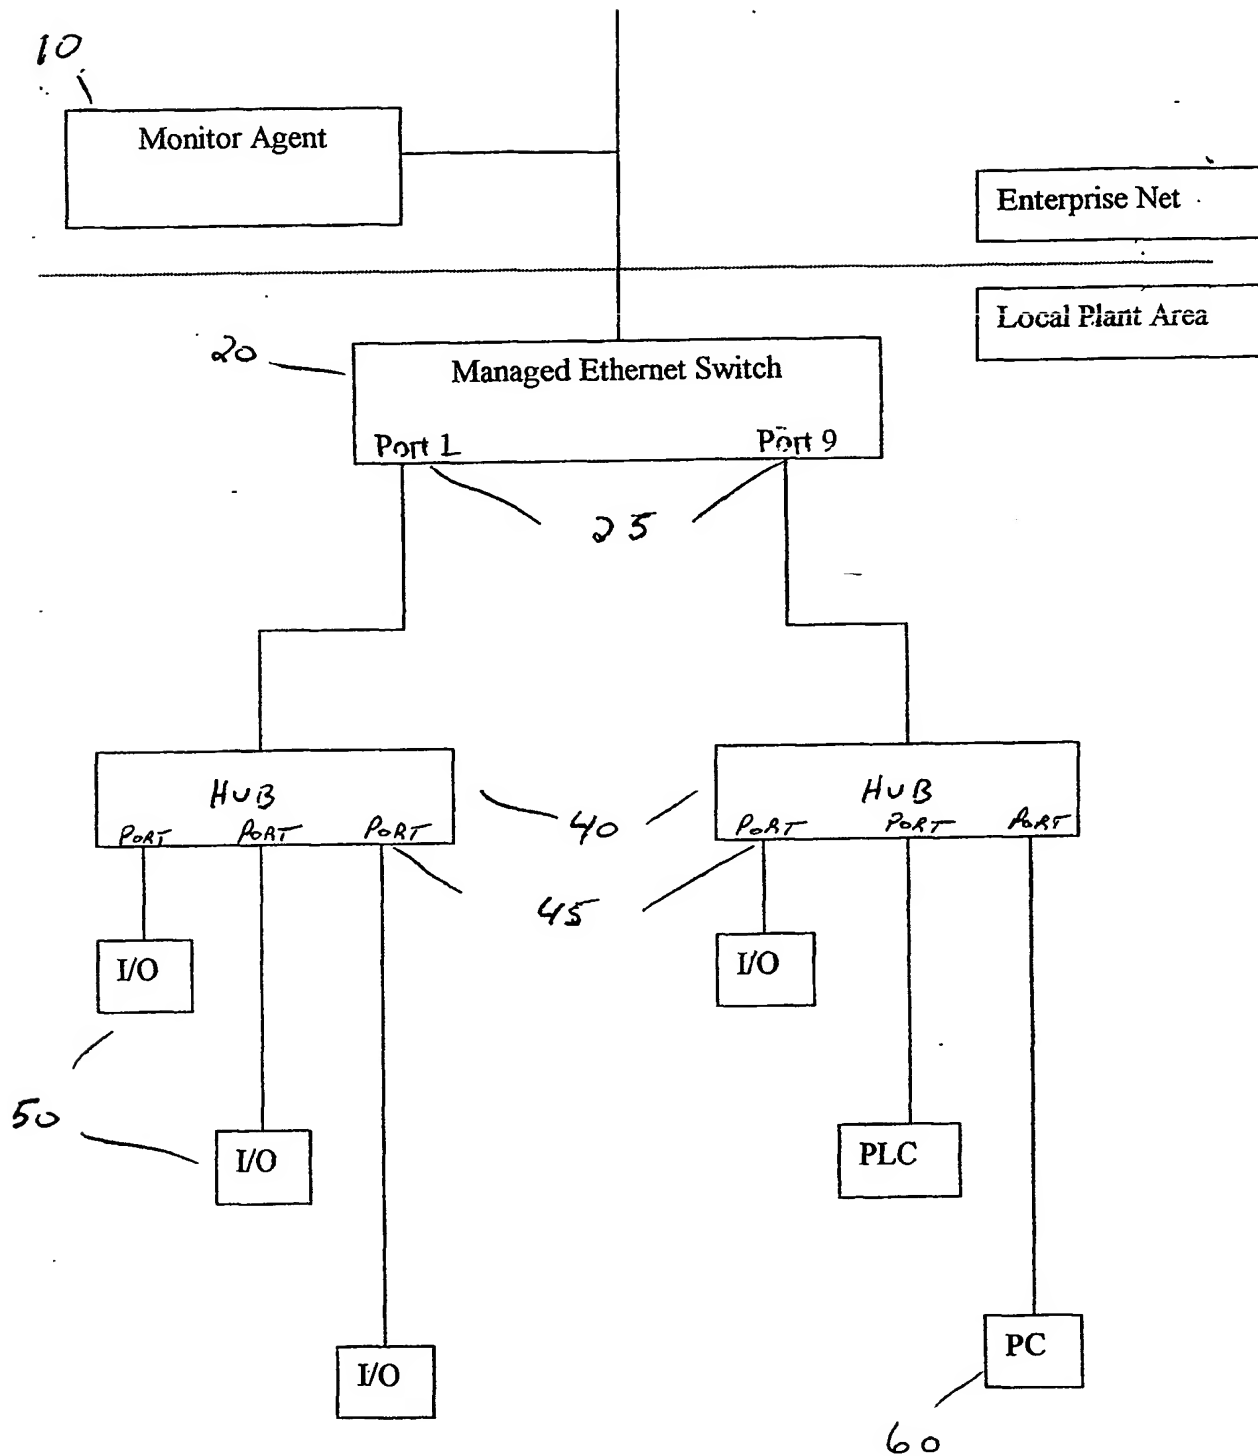 10
Monitor Agent
Enterprise Net
Local Plant Area
20
Managed Ethernet Switch
Port 1
Port 9
25
HUB
HUB
40
PORT PORT PORT
PORT PORT PORT
45
I/O
I/O
50
I/O
PLC
I/O
PC
60